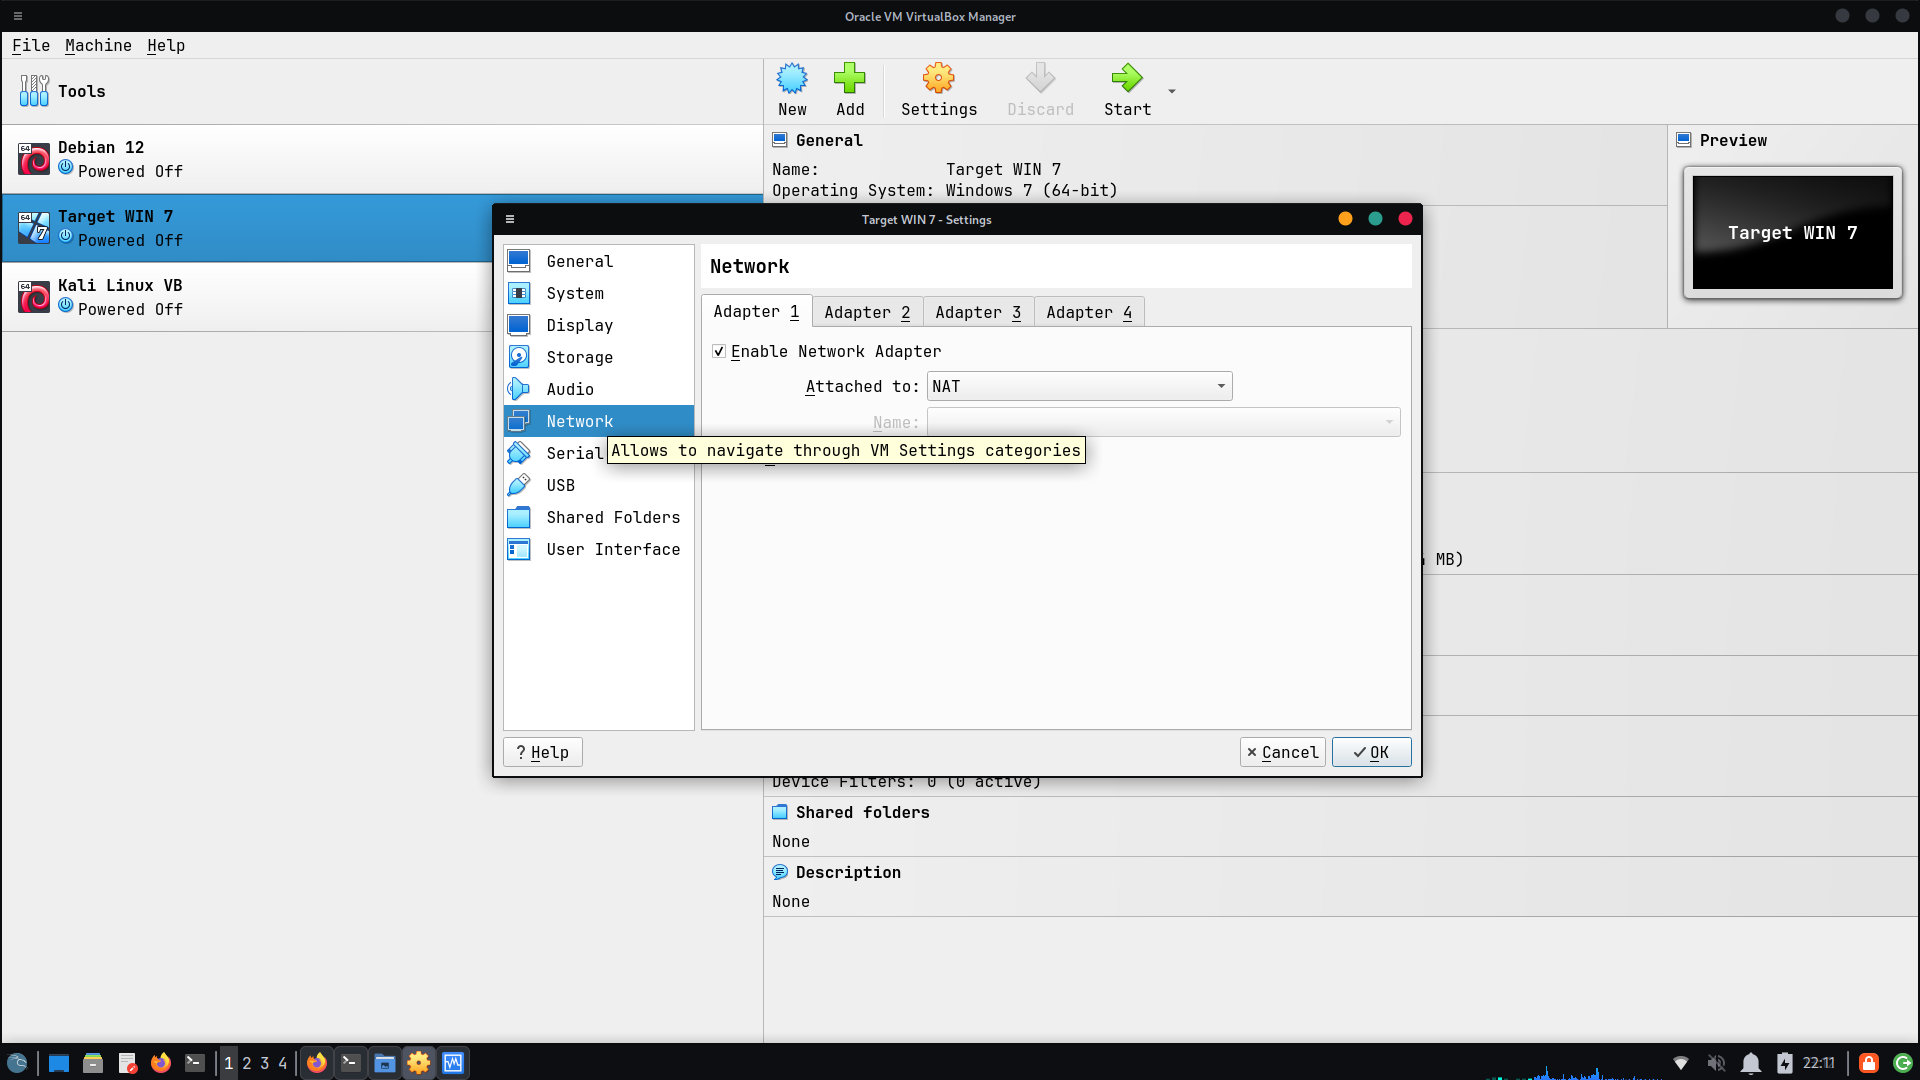 Oracle VM VirtualBox Manager
File Machine Help
Tools
New
Add
Settings
Discard
Start
64
Debian 12
Powered Off
64
7
Target WIN 7
Powered Off
64
Kali Linux VB
Powered Off
General
Name: Target WIN 7
Operating System: Windows 7 (64-bit)
Preview
Target WIN 7
Target WIN 7 - Settings
General
System
Display
Storage
Audio
Network
Serial
USB
Shared Folders
User Interface
Network
Adapter 1
Adapter 2
Adapter 3
Adapter 4
Enable Network Adapter
Attached to: NAT
Name:
Allows to navigate through VM Settings categories
? Help
Cancel
OK
MB)
Device Filters: 0 (0 active)
Shared folders
None
Description
None
1 2 3 4
22:11